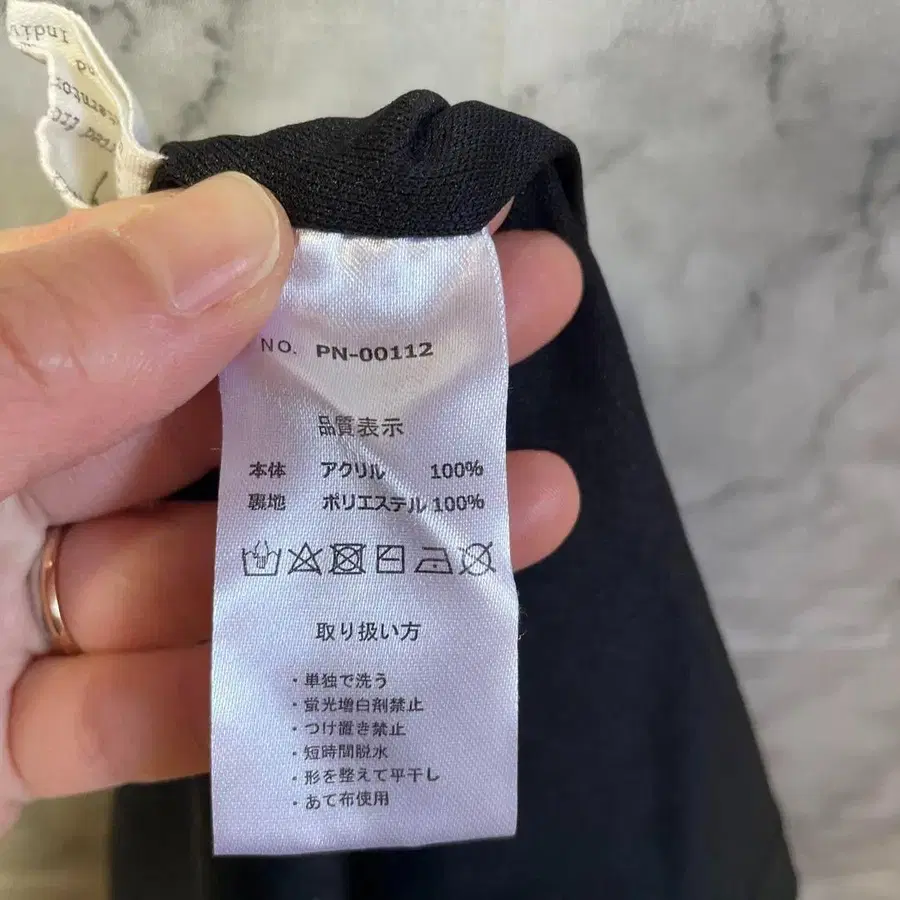 NO. PN-00112
品質表示
本体 アクリル 100%
裏地 ポリエステル 100%
取り扱い方
・単独で洗う
・蛍光増白剤禁止
・つけ置き禁止
・短時間脱水
・形を整えて平干し
・あて布使用